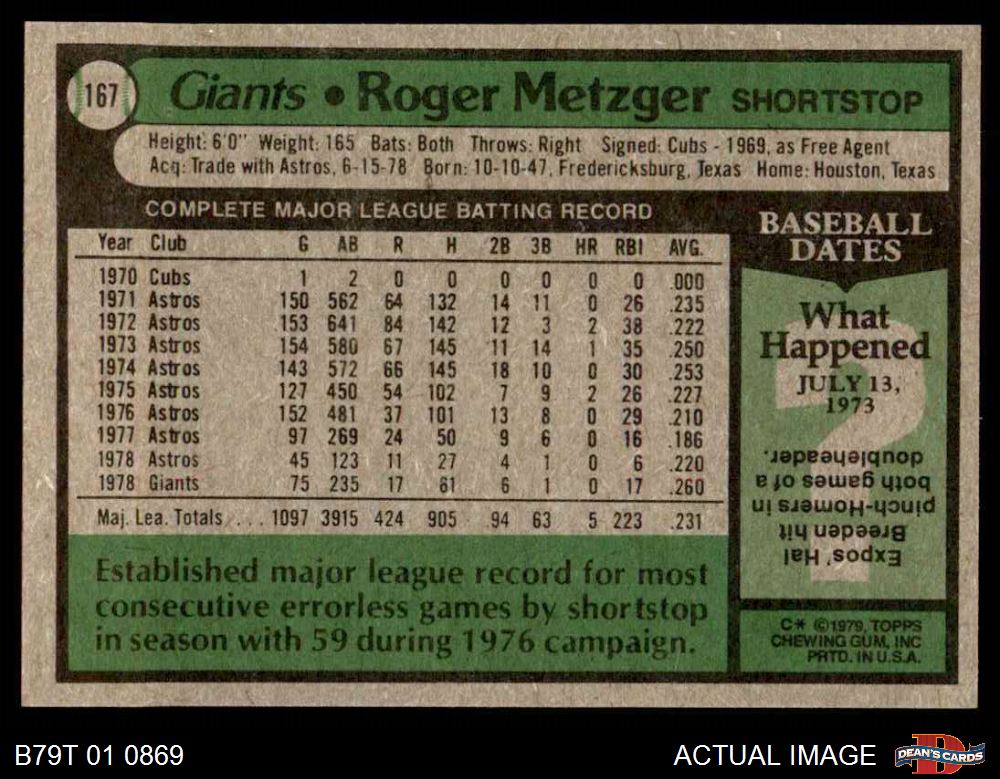 167
Giants • Roger Metzger SHORTSTOP
Height: 6'0" Weight: 165 Bats: Both Throws: Right Signed: Cubs - 1969, as Free Agent
Acq: Trade with Astros, 6-15-78 Born: 10-10-47, Fredericksburg, Texas Home: Houston, Texas
COMPLETE MAJOR LEAGUE BATTING RECORD
Year Club G AB R H 2B 3B HR RBI AVG.
1970 Cubs 1 2 0 0 0 0 0 0 .000
1971 Astros 150 562 64 132 14 11 0 26 .235
1972 Astros 153 641 84 142 12 3 2 38 .222
1973 Astros 154 580 67 145 11 14 1 35 .250
1974 Astros 143 572 66 145 18 10 0 30 .253
1975 Astros 127 450 54 102 7 9 2 26 .227
1976 Astros 152 481 37 101 13 8 0 29 .210
1977 Astros 97 269 24 50 9 6 0 16 .186
1978 Astros 45 123 11 27 4 1 0 6 .220
1978 Giants 75 235 17 61 6 1 0 17 .260
Maj. Lea. Totals . . . 1097 3915 424 905 94 63 5 223 .231
Established major league record for most
consecutive errorless games by shortstop
in season with 59 during 1976 campaign.
BASEBALL
DATES
What
Happened
JULY 13,
1973
?
Expos' Hal
Breeden hit
pinch-Homers in
both games of a
doubleheader.
C* ©1979, TOPPS
CHEWING GUM, INC
PRTD. IN U.S.A.
B79T 01 0869
ACTUAL IMAGE
D
DEAN'S CARDS